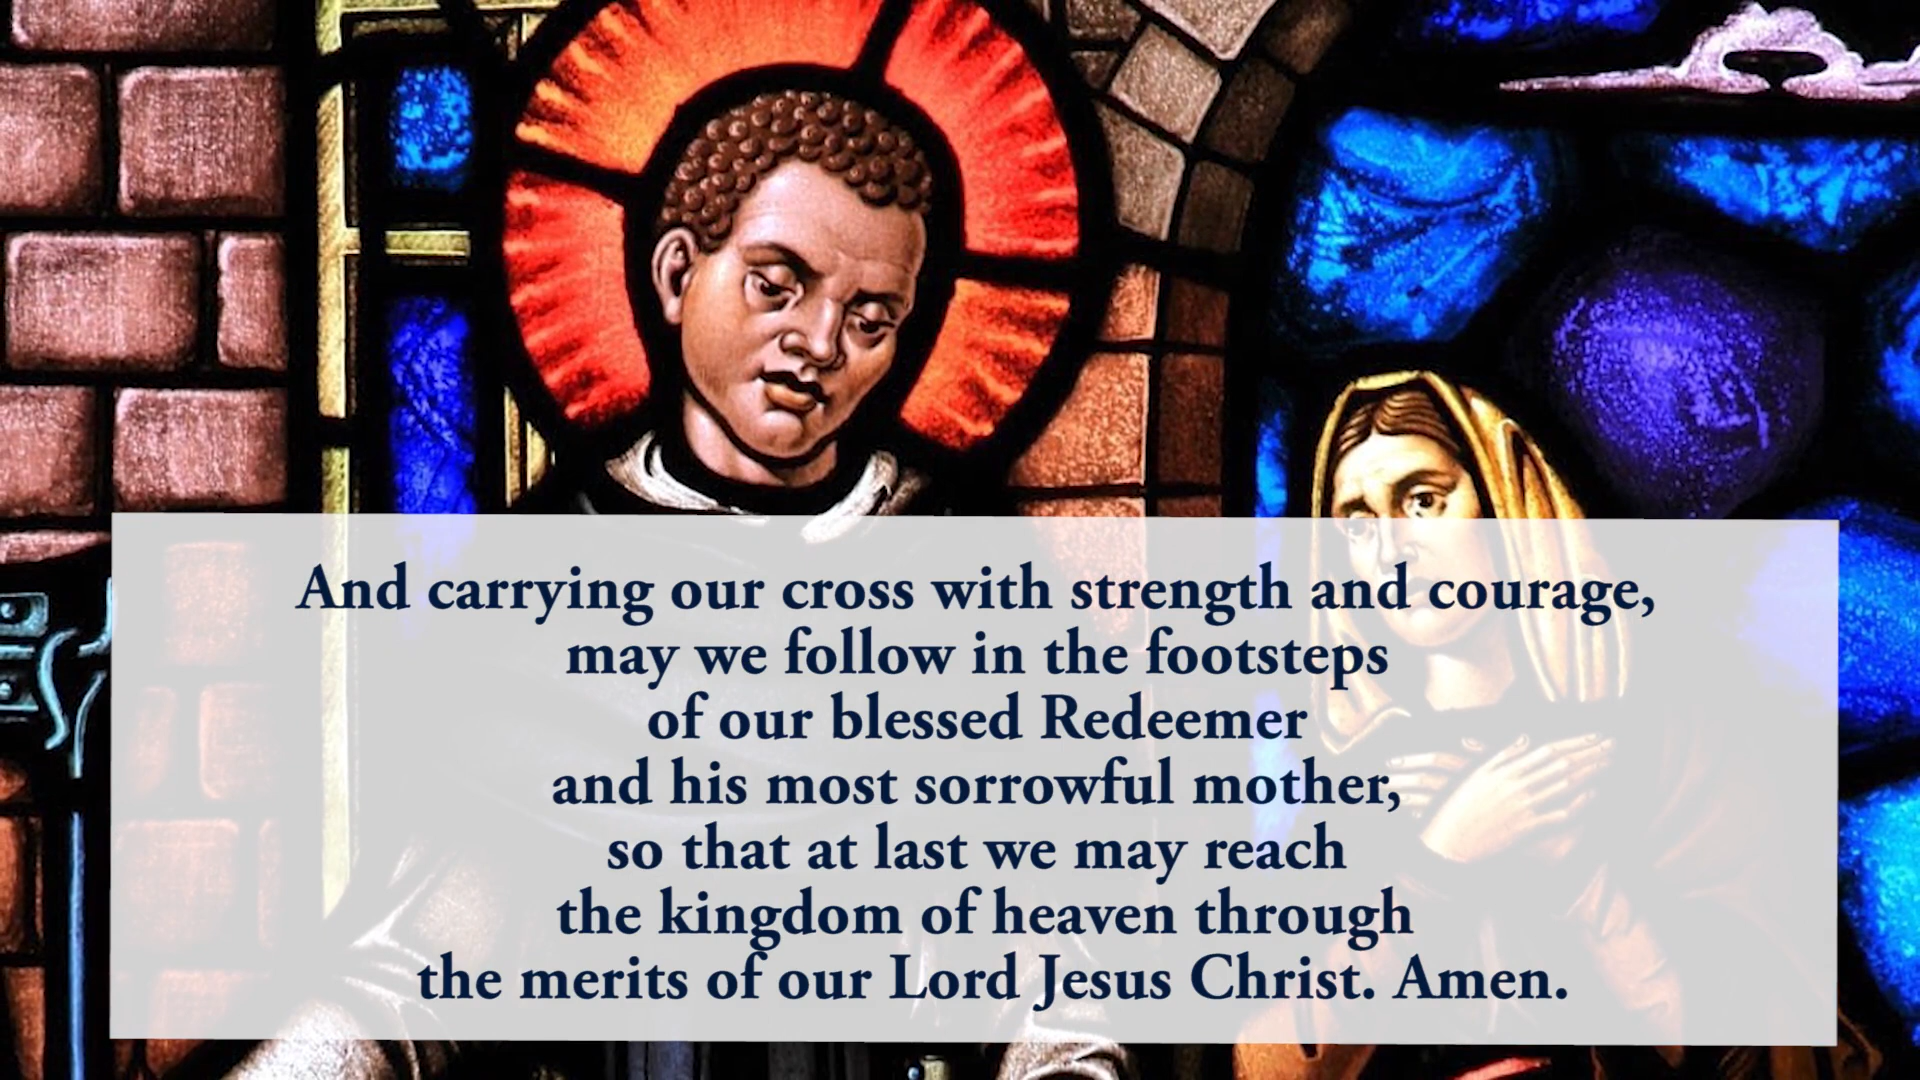 And carrying our cross with strength and courage,
may we follow in the footsteps
of our blessed Redeemer
and his most sorrowful mother,
so that at last we may reach
the kingdom of heaven through
the merits of our Lord Jesus Christ. Amen.